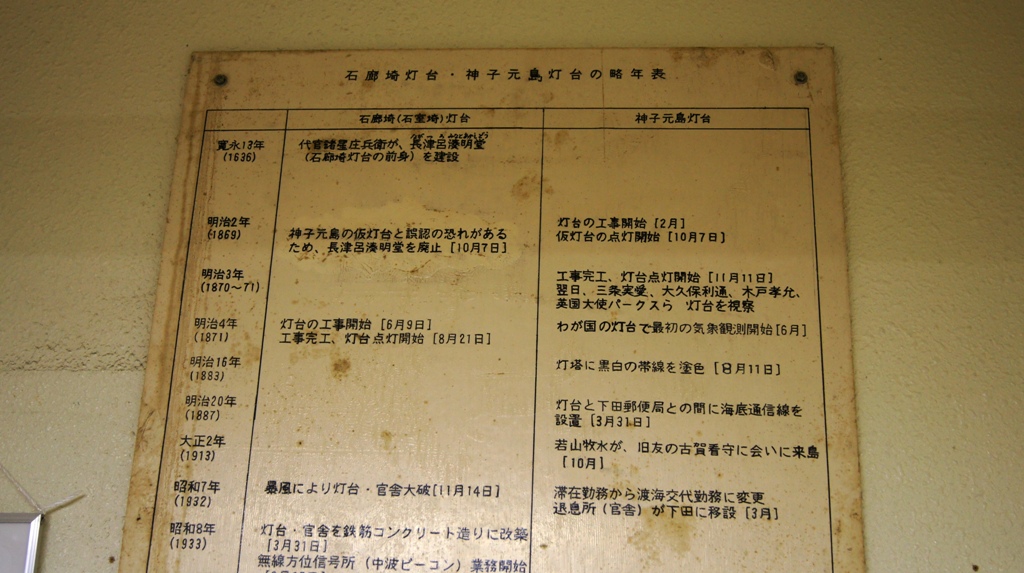 石廊埼灯台・神子元島灯台の略年表
石廊埼(石室埼)灯台
神子元島灯台
寛永13年
(1636)
代官諸星庄兵衛が、長津呂湊明堂
(石廊埼灯台の前身)を建設
明治2年
(1869)
神子元島の仮灯台と誤認の恐れがある
ため、長津呂湊明堂を廃止 [10月7日]
灯台の工事開始 [2月]
仮灯台の点灯開始 [10月7日]
明治3年
(1870〜71)
工事完工、灯台点灯開始 [11月11日]
翌日、三条実愛、大久保利通、木戸孝允、
英国大使パークスら 灯台を視察
明治4年
(1871)
灯台の工事開始 [6月9日]
工事完工、灯台点灯開始 [8月21日]
わが国の灯台で最初の気象観測開始[6月]
明治16年
(1883)
灯塔に黒白の帯線を塗色 [8月11日]
明治20年
(1887)
灯台と下田郵便局との間に海底通信線を
設置 [3月31日]
大正2年
(1913)
若山牧水が、旧友の古賀看守に会いに来島
[10月]
昭和7年
(1932)
暴風により灯台・官舎大破[11月14日]
滞在勤務から渡海交代勤務に変更
退息所(官舎)が下田に移設 [3月]
昭和8年
(1933)
灯台・官舎を鉄筋コンクリート造りに改築
[3月31日]
無線方位信号所(中波ビーコン)業務開始